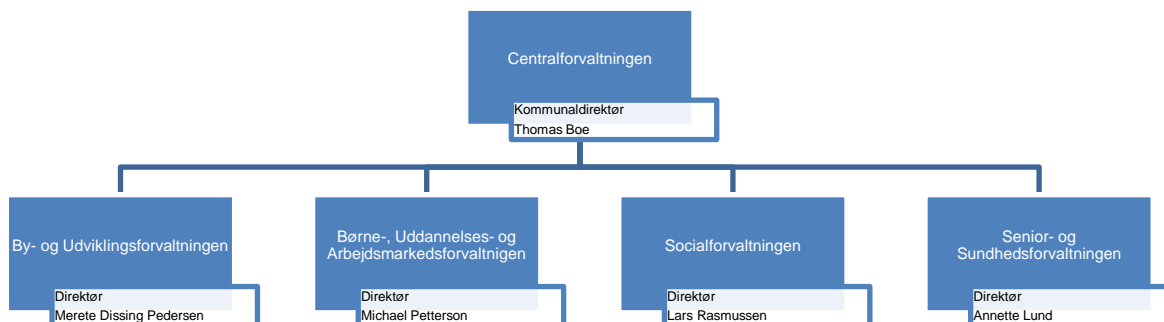 Centralforvaltningen
Kommunaldirektør
Thomas Boe
By- og Udviklingsforvaltningen
Direktør
Merete Dissing Pedersen
Børne-, Uddannelses- og
Arbejdsmarkedsforvaltnigen
Direktør
Michael Petterson
Socialforvaltningen
Direktør
Lars Rasmussen
Senior- og
Sundhedsforvaltningen
Direktør
Annette Lund